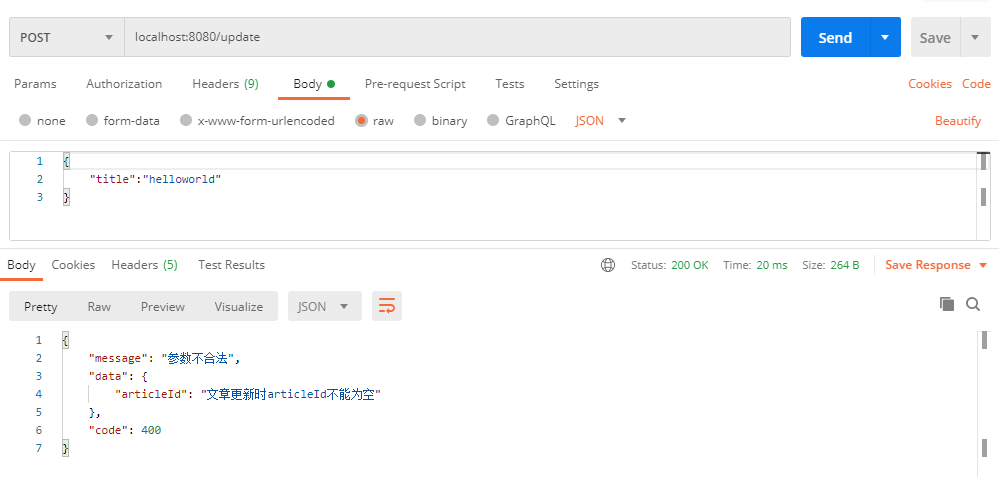 POST localhost:8080/update Send Save
Params Authorization Headers (9) Body Pre-request Script Tests Settings Cookies Code
none form-data x-www-form-urlencoded raw binary GraphQL JSON Beautify
1 {
2 "title":"helloworld"
3 }
Body Cookies Headers (5) Test Results Status: 200 OK Time: 20 ms Size: 264 B Save Response
Pretty Raw Preview Visualize JSON
1 {
2 "message": "参数不合法",
3 "data": {
4 "articleId": "文章更新时articleId不能为空"
5 },
6 "code": 400
7 }